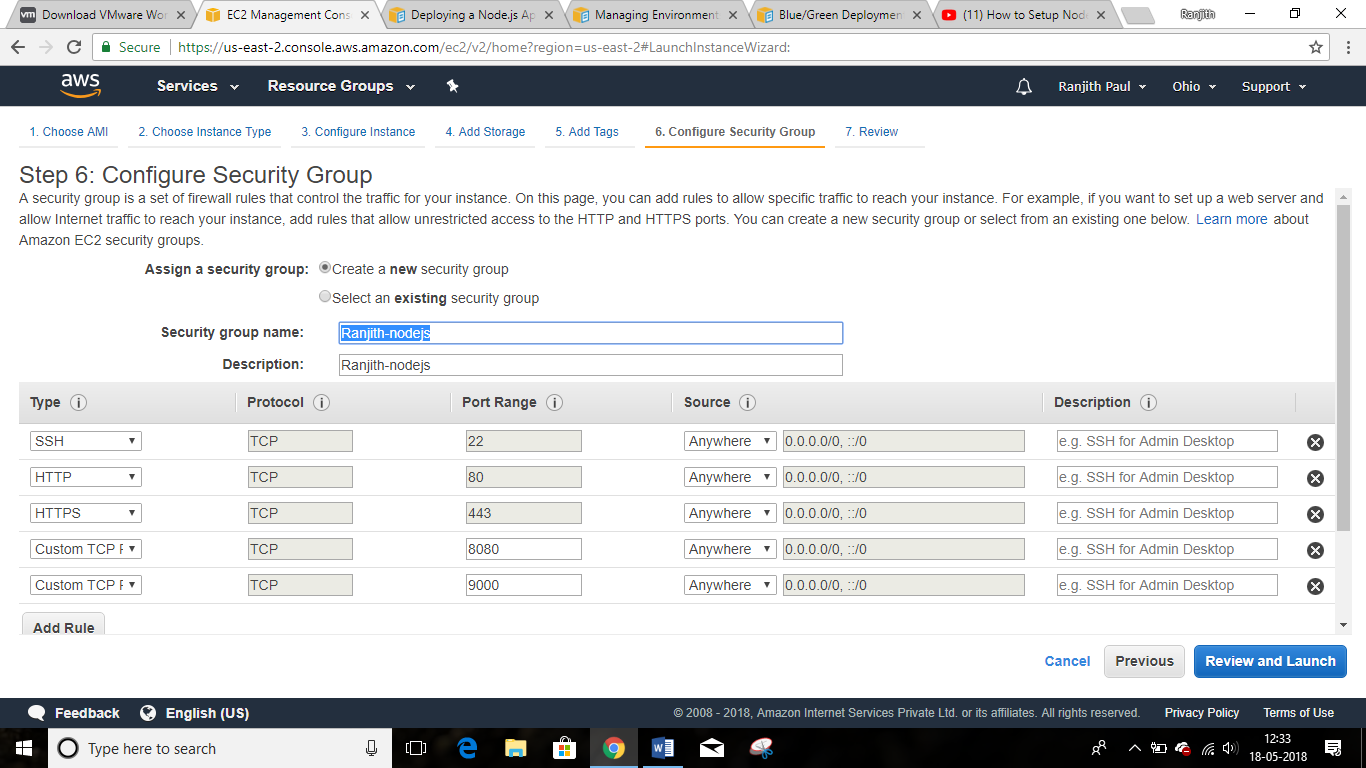 Download VMware Wor
EC2 Management Cons
Deploying a Node.js Ap
Managing Environment
Blue/Green Deploymen
(11) How to Setup Nod
Ranjith
Secure
https://us-east-2.console.aws.amazon.com/ec2/v2/home?region=us-east-2#LaunchInstanceWizard:
aws Services Resource Groups Ranjith Paul Ohio Support
1. Choose AMI 2. Choose Instance Type 3. Configure Instance 4. Add Storage 5. Add Tags 6. Configure Security Group 7. Review
Step 6: Configure Security Group
A security group is a set of firewall rules that control the traffic for your instance. On this page, you can add rules to allow specific traffic to reach your instance. For example, if you want to set up a web server and
allow Internet traffic to reach your instance, add rules that allow unrestricted access to the HTTP and HTTPS ports. You can create a new security group or select from an existing one below. Learn more about
Amazon EC2 security groups.
Assign a security group: Create a new security group
Select an existing security group
Security group name: Ranjith-nodejs
Description: Ranjith-nodejs
Type i Protocol i Port Range i Source i Description i
SSH TCP 22 Anywhere 0.0.0.0/0, ::/0 e.g. SSH for Admin Desktop
HTTP TCP 80 Anywhere 0.0.0.0/0, ::/0 e.g. SSH for Admin Desktop
HTTPS TCP 443 Anywhere 0.0.0.0/0, ::/0 e.g. SSH for Admin Desktop
Custom TCP F TCP 8080 Anywhere 0.0.0.0/0, ::/0 e.g. SSH for Admin Desktop
Custom TCP F TCP 9000 Anywhere 0.0.0.0/0, ::/0 e.g. SSH for Admin Desktop
Add Rule
Cancel Previous Review and Launch
Feedback English (US) © 2008 - 2018, Amazon Internet Services Private Ltd. or its affiliates. All rights reserved. Privacy Policy Terms of Use
Type here to search
12:33
18-05-2018